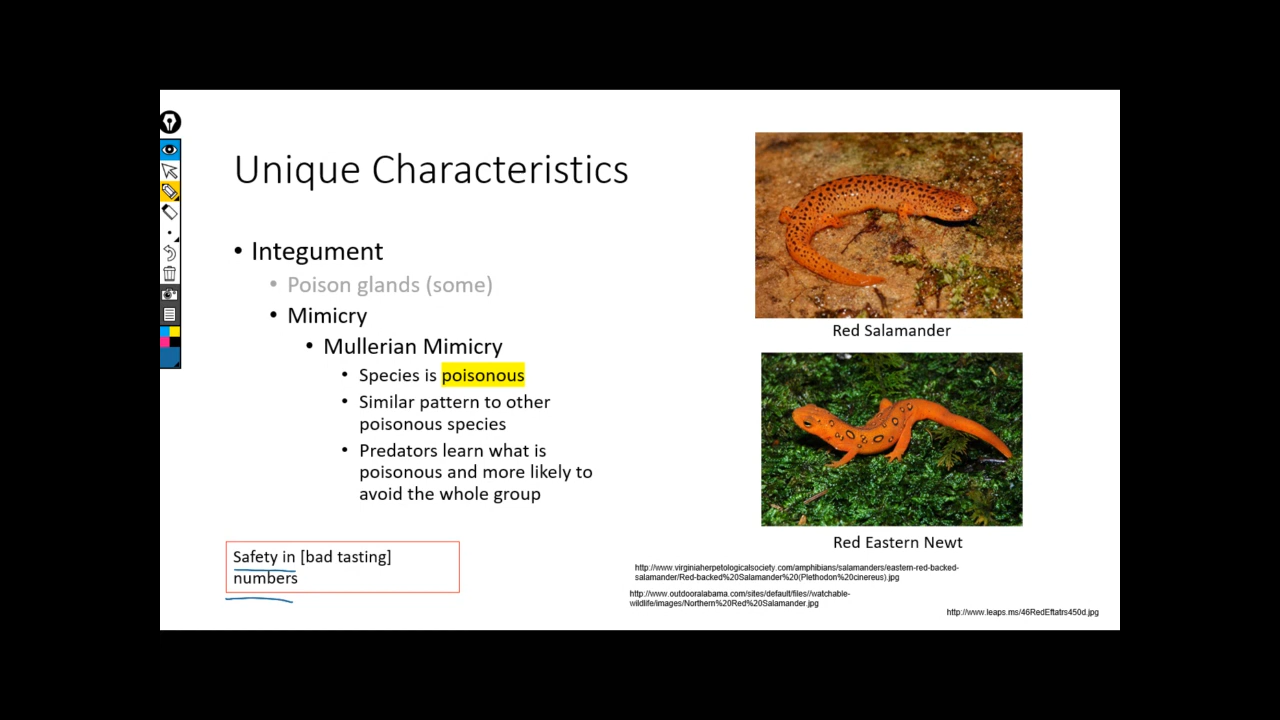 Unique Characteristics
• Integument
• Poison glands (some)
• Mimicry
• Mullerian Mimicry
• Species is poisonous
• Similar pattern to other
poisonous species
• Predators learn what is
poisonous and more likely to
avoid the whole group
Safety in [bad tasting]
numbers
Red Salamander
Red Eastern Newt
http://www.virginiaherpetologicalsociety.com/amphibians/salamanders/eastern-red-backed-
salamander/Red-backed%20Salamander%20(Plethodon%20cinereus).jpg
http://www.outdooralabama.com/sites/default/files//watchable-
wildlife/images/Northern%20Red%20Salamander.jpg
http://www.leaps.ms/46RedEftatrs450d.jpg